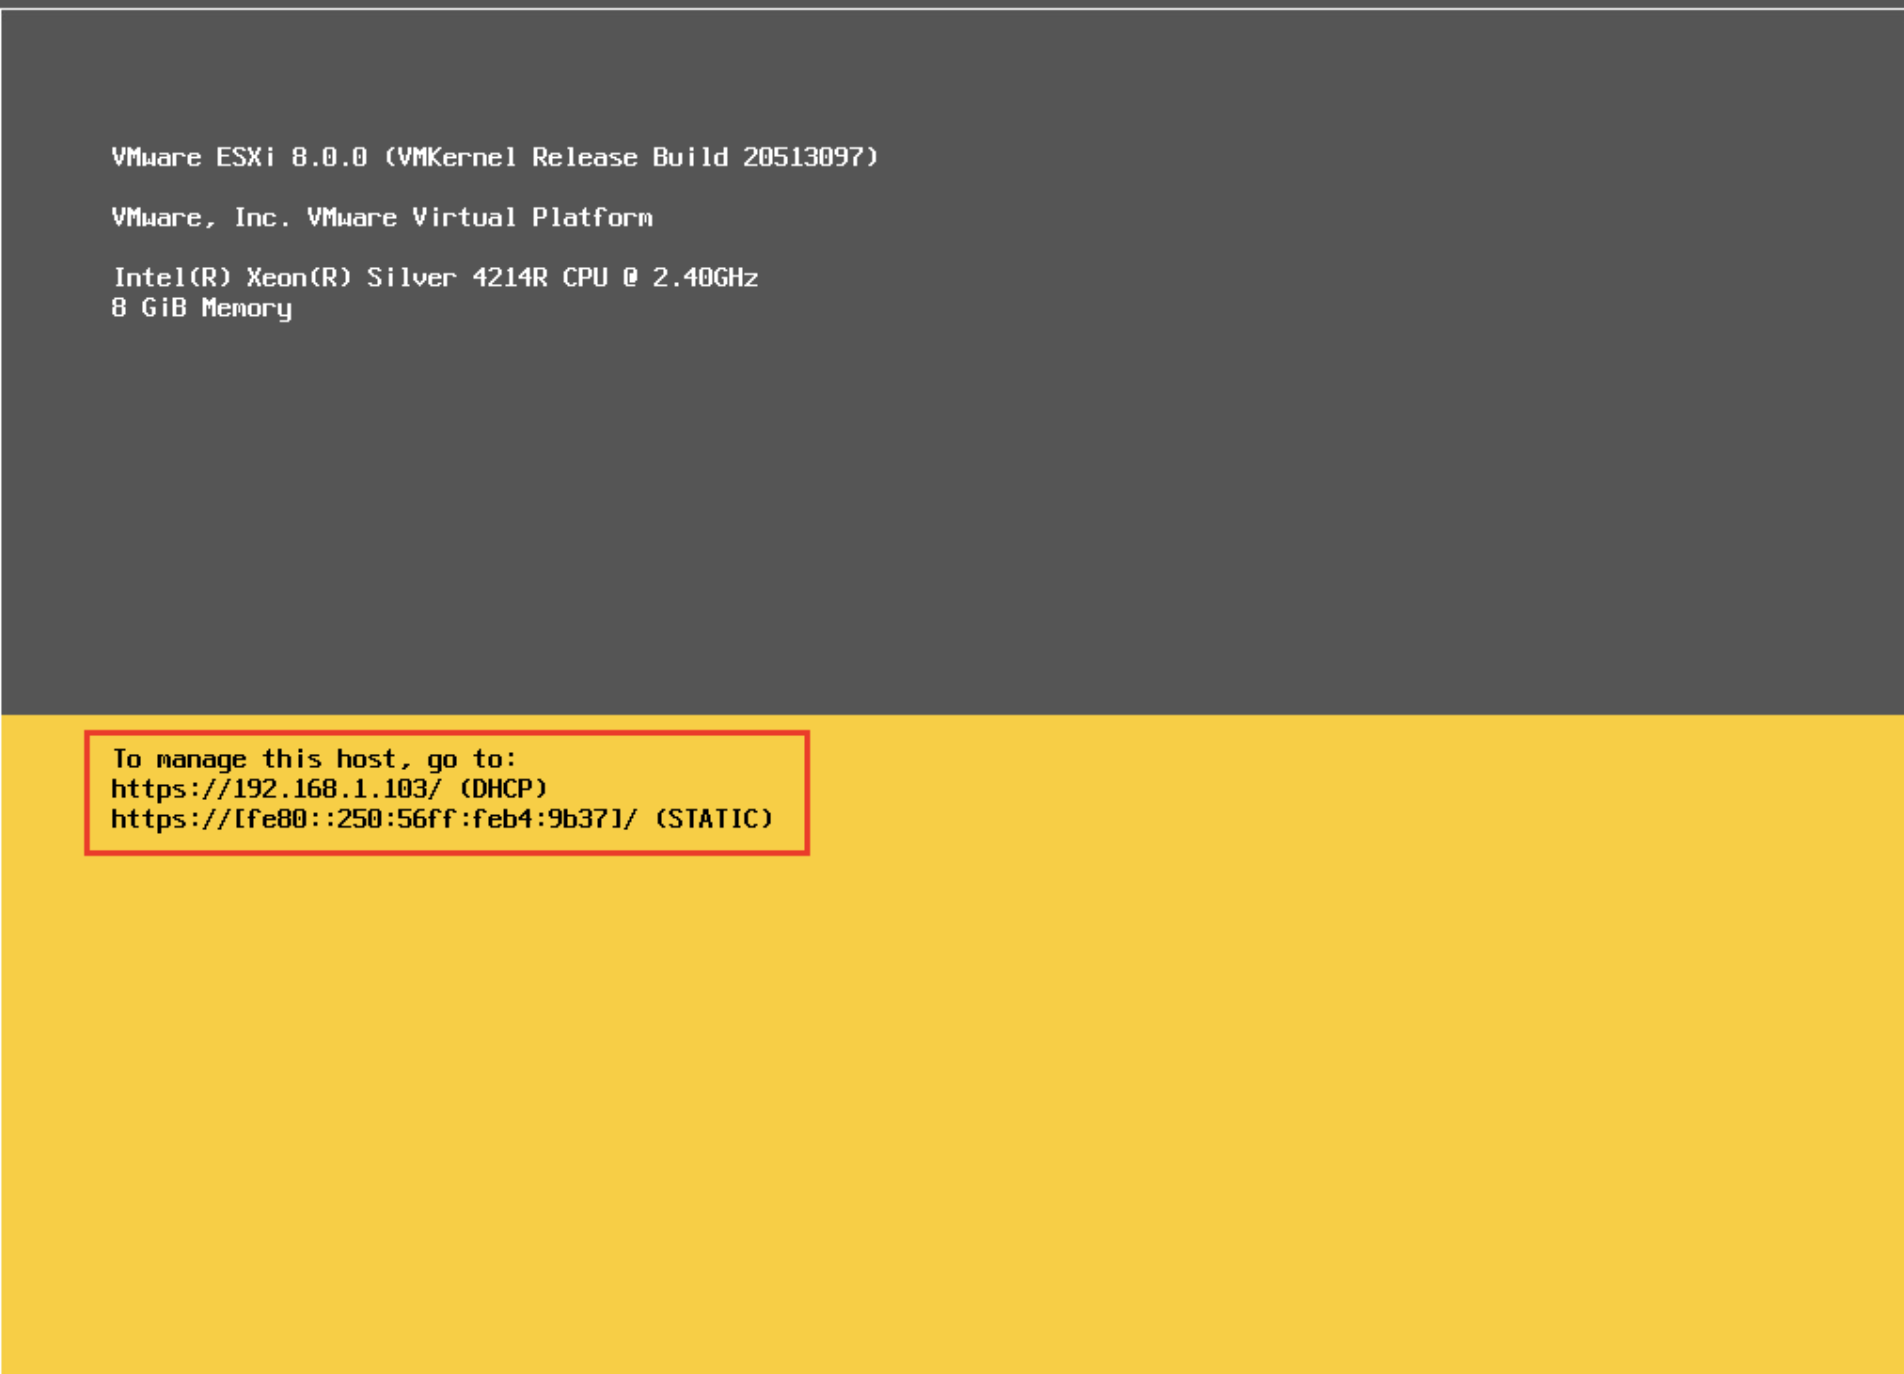 VMware ESXi 8.0.0 (VMKernel Release Build 20513097)
VMware, Inc. VMware Virtual Platform
Intel(R) Xeon(R) Silver 4214R CPU @ 2.40GHz
8 GiB Memory
To manage this host, go to:
https://192.168.1.103/ (DHCP)
https://[fe80::250:56ff:feb4:9b37]/ (STATIC)